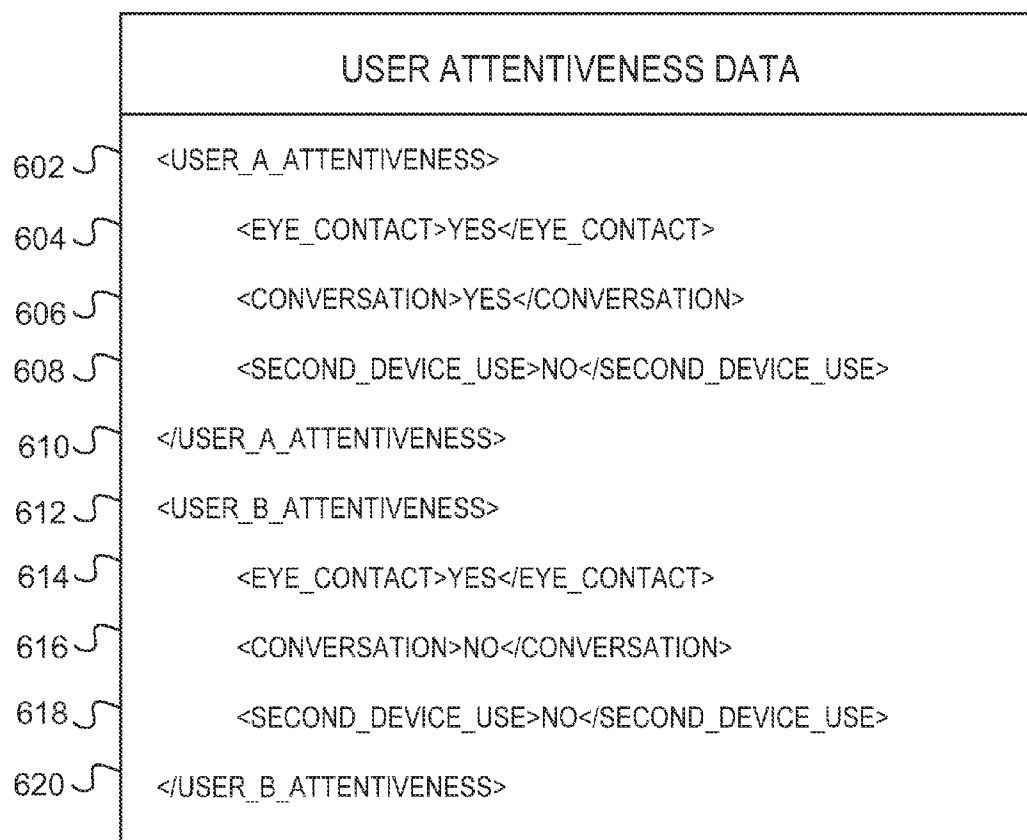 USER ATTENTIVENESS DATA
602 <USER_A_ATTENTIVENESS>
604 <EYE_CONTACT>YES</EYE_CONTACT>
606 <CONVERSATION>YES</CONVERSATION>
608 <SECOND_DEVICE_USE>NO</SECOND_DEVICE_USE>
610 </USER_A_ATTENTIVENESS>
612 <USER_B_ATTENTIVENESS>
614 <EYE_CONTACT>YES</EYE_CONTACT>
616 <CONVERSATION>NO</CONVERSATION>
618 <SECOND_DEVICE_USE>NO</SECOND_DEVICE_USE>
620 </USER_B_ATTENTIVENESS>